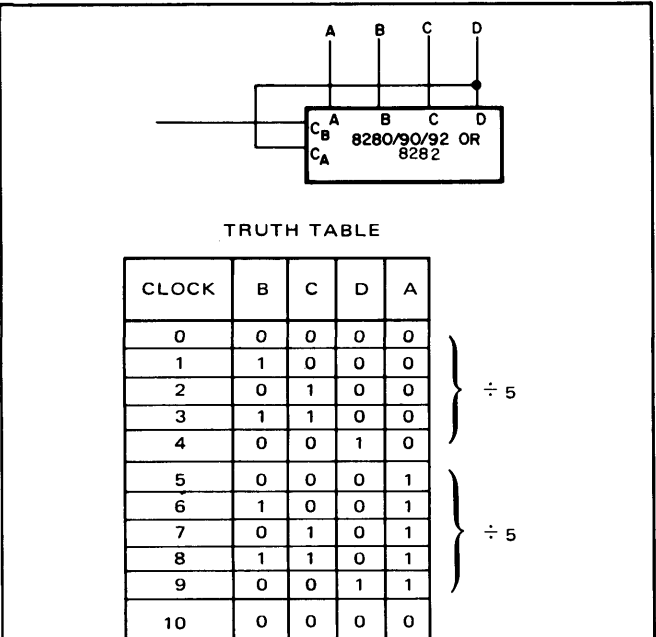 A B C D
A B C D
C_B
8280/90/92 OR
C_A 8282
TRUTH TABLE
CLOCK B C D A
0 0 0 0 0
1 1 0 0 0
2 0 1 0 0
÷ 5
3 1 1 0 0
4 0 0 1 0
5 0 0 0 1
6 1 0 0 1
7 0 1 0 1
÷ 5
8 1 1 0 1
9 0 0 1 1
10 0 0 0 0